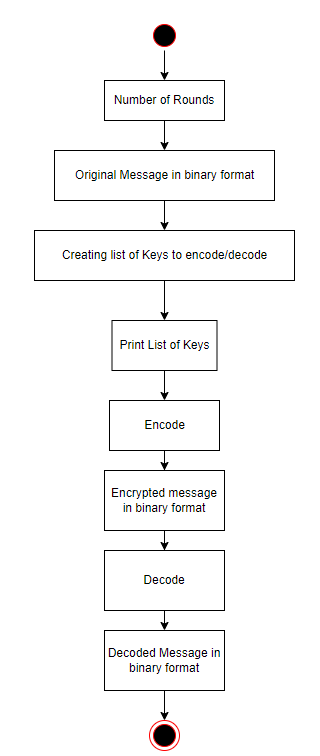 Number of Rounds
Original Message in binary format
Creating list of Keys to encode/decode
Print List of Keys
Encode
Encrypted message
in binary format
Decode
Decoded Message in
binary format